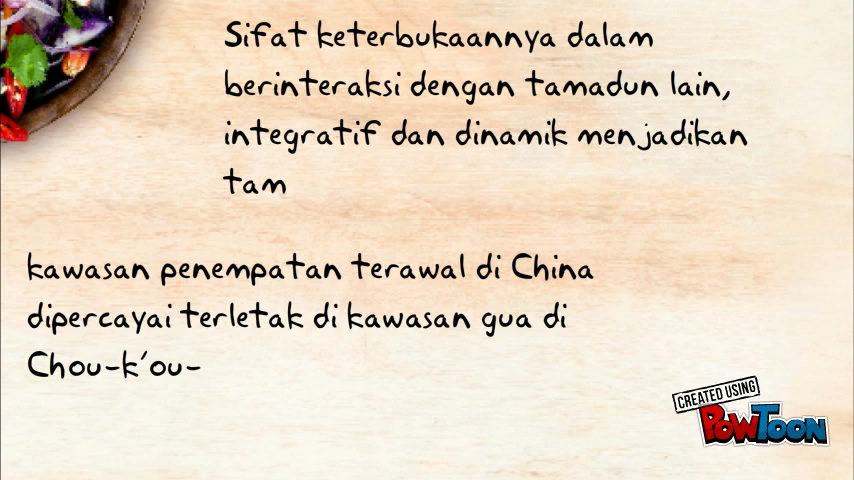 Sifat keterbukaannya dalam
berinteraksi dengan tamadun lain,
integratif dan dinamik menjadikan
tam
kawasan penempatan terawal di China
dipercayai terletak di kawasan gua di
Chou-k'ou-
CREATED USING
POWTOON